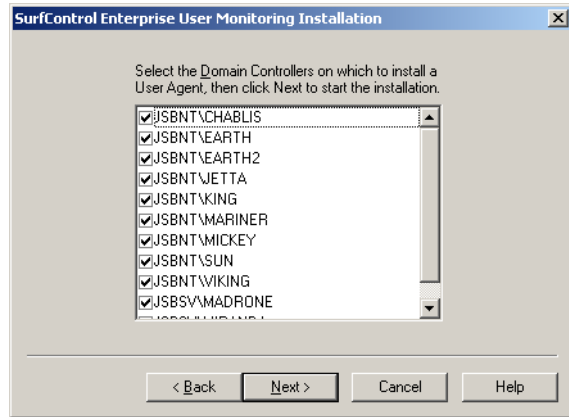 SurfControl Enterprise User Monitoring Installation
Select the Domain Controllers on which to install a
User Agent, then click Next to start the installation.
JSBNT\CHABLIS
JSBNT\EARTH
JSBNT\EARTH2
JSBNT\JETTA
JSBNT\KING
JSBNT\MARINER
JSBNT\MICKEY
JSBNT\SUN
JSBNT\VIKING
JSBSV\MADRONE
< Back
Next >
Cancel
Help